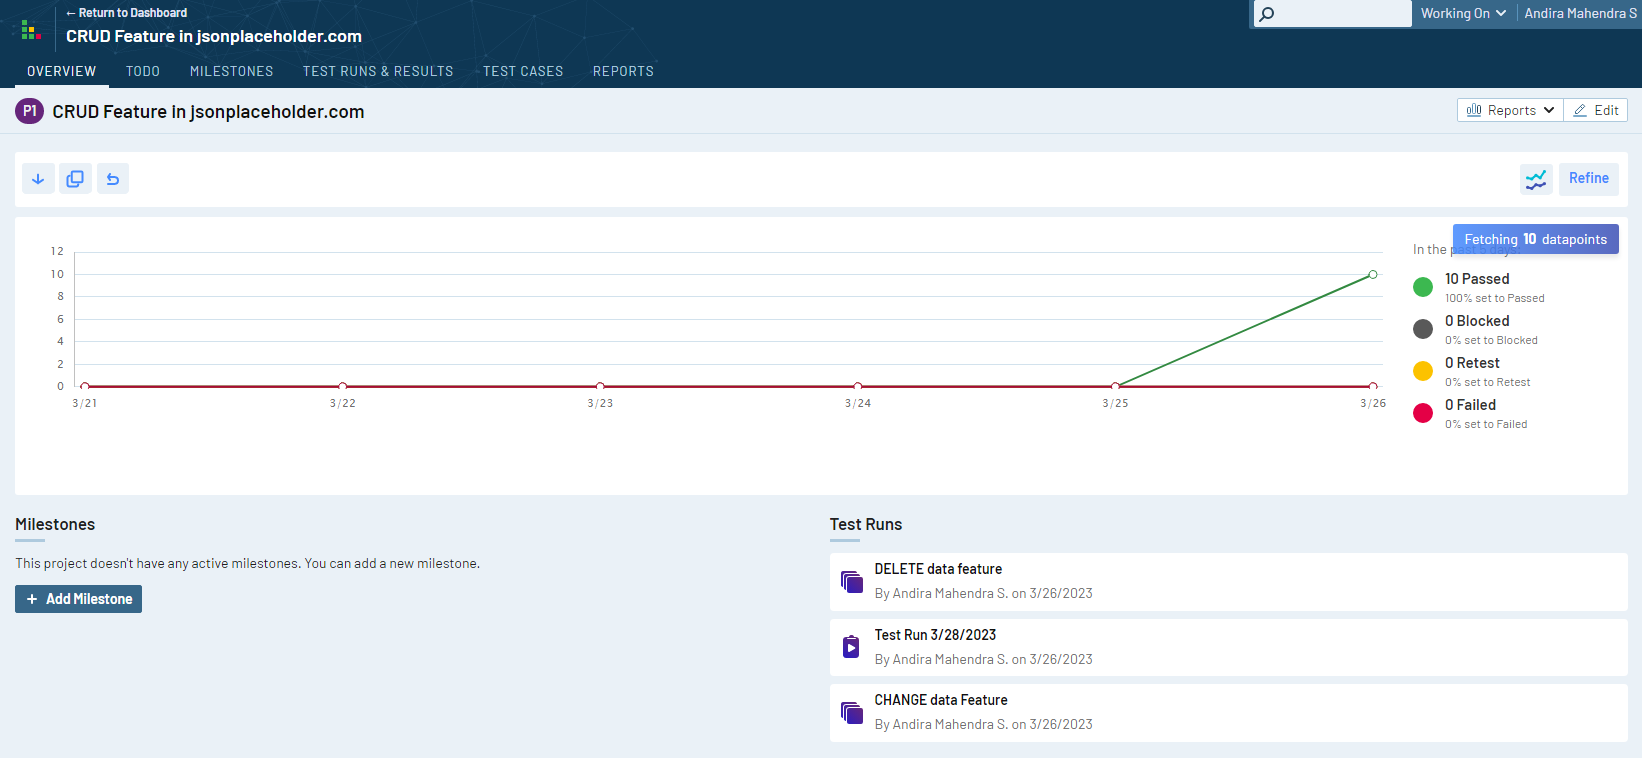 ← Return to Dashboard
CRUD Feature in jsonplaceholder.com
Working On
Andira Mahendra S
OVERVIEW TODO MILESTONES TEST RUNS & RESULTS TEST CASES REPORTS
P1 CRUD Feature in jsonplaceholder.com
Reports Edit
Refine
Fetching 10 datapoints
In the past 5 days:
12
10
8
6
4
2
0
3/21 3/22 3/23 3/24 3/25 3/26
10 Passed
100% set to Passed
0 Blocked
0% set to Blocked
0 Retest
0% set to Retest
0 Failed
0% set to Failed
Milestones
This project doesn't have any active milestones. You can add a new milestone.
+ Add Milestone
Test Runs
DELETE data feature
By Andira Mahendra S. on 3/26/2023
Test Run 3/28/2023
By Andira Mahendra S. on 3/26/2023
CHANGE data Feature
By Andira Mahendra S. on 3/26/2023